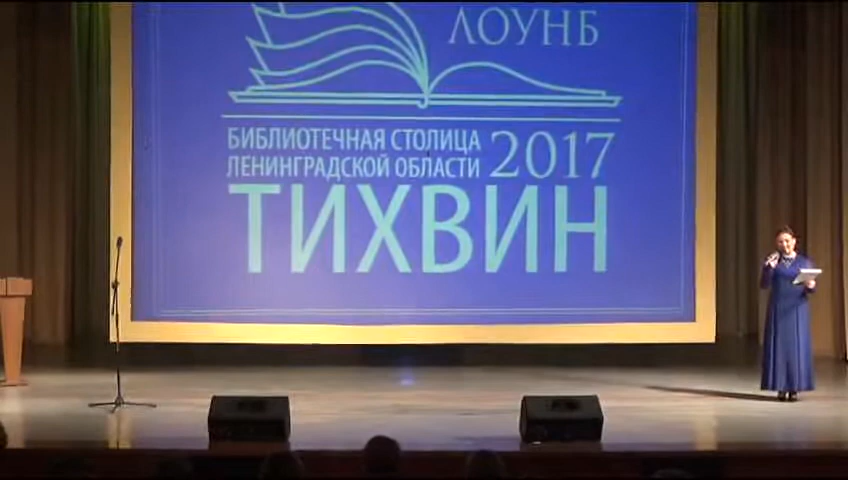 ЛОУНБ
БИБЛИОТЕЧНАЯ СТОЛИЦА
ЛЕНИНГРАДСКОЙ ОБЛАСТИ 2017
ТИХВИН